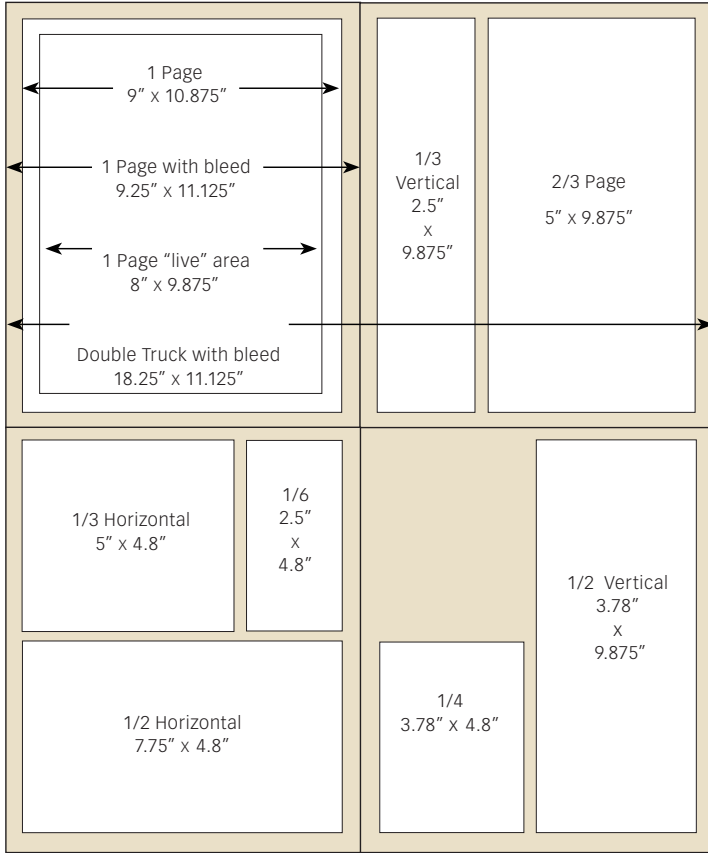 1 Page
9” x 10.875”
1 Page with bleed
9.25” x 11.125”
1 Page “live” area
8” x 9.875”
Double Truck with bleed
18.25” x 11.125”
1/3
Vertical
2.5”
x
9.875”
2/3 Page
5” x 9.875”
1/3 Horizontal
5” x 4.8”
1/6
2.5”
x
4.8”
1/2 Horizontal
7.75” x 4.8”
1/4
3.78” x 4.8”
1/2 Vertical
3.78”
x
9.875”